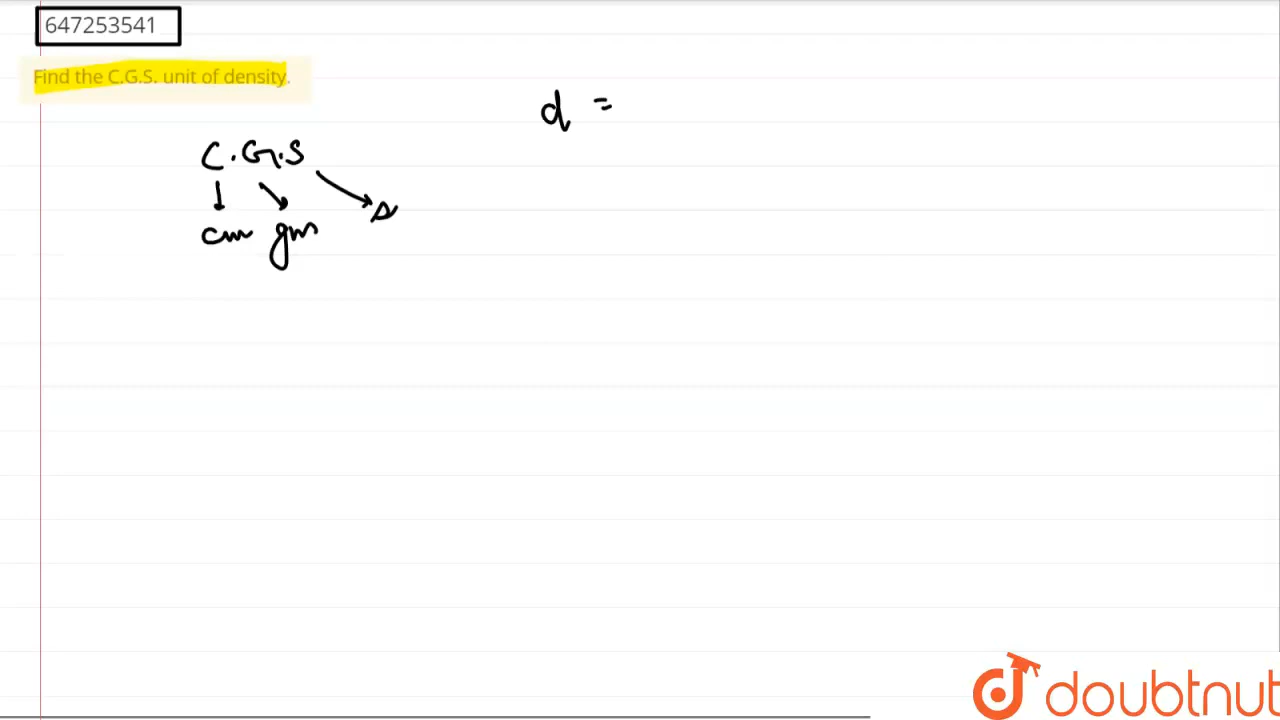 647253541
Find the C.G.S. unit of density.
d =
C.G.S
cm gm s
doubtnut